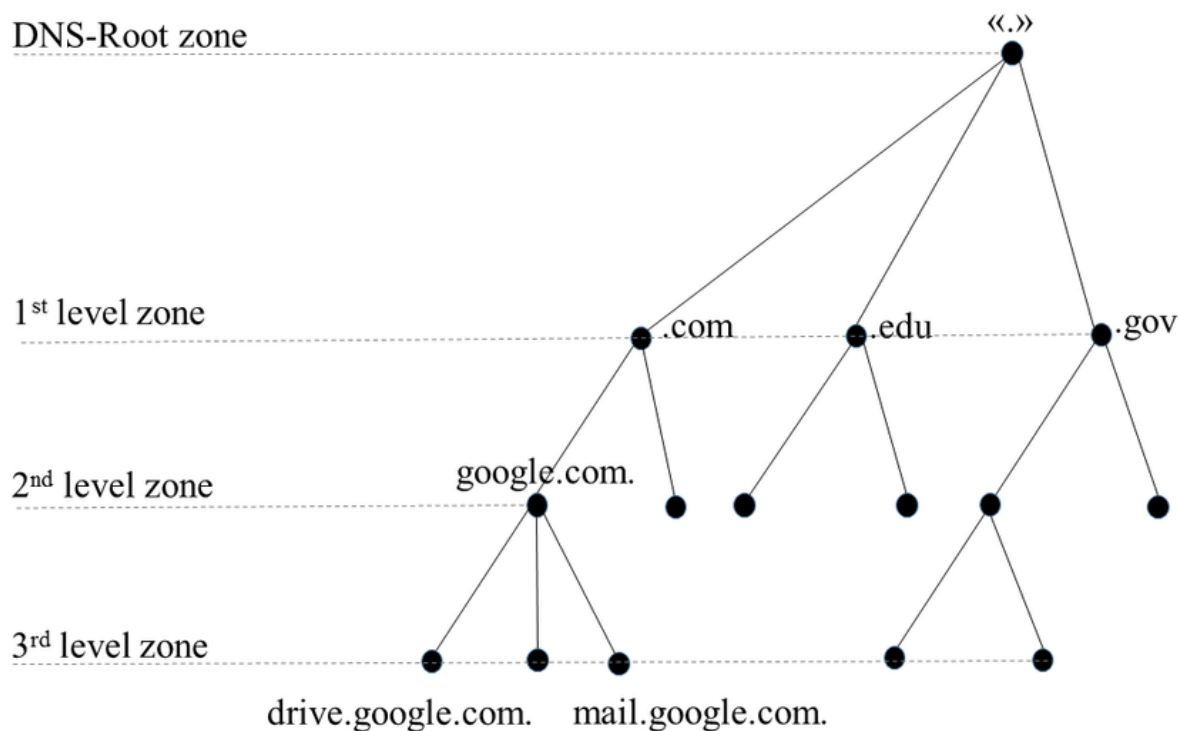 «.»
DNS-Root zone
1st level zone
.com
.edu
.gov
google.com.
2nd level zone
3rd level zone
drive.google.com.
mail.google.com.